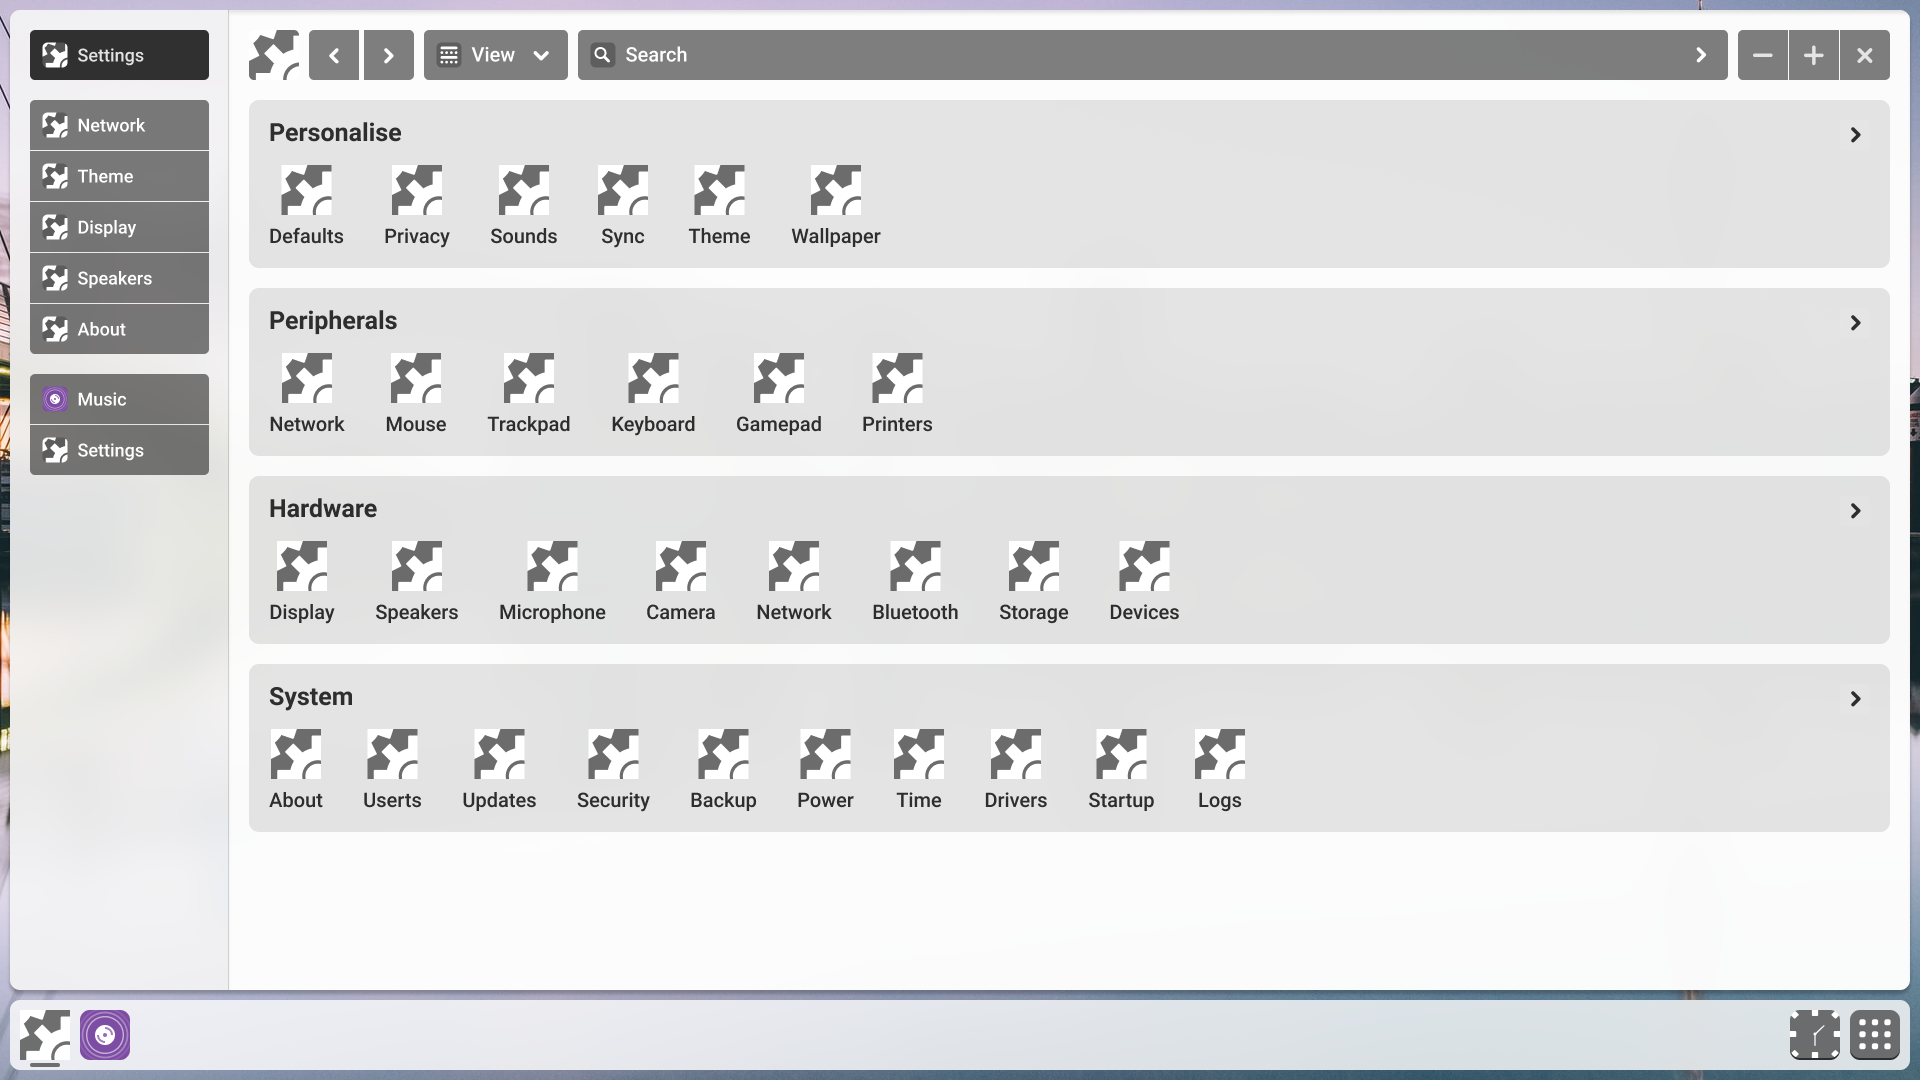 Settings
Network
Theme
Display
Speakers
About
Music
Settings
View
Search
Personalise
Defaults Privacy Sounds Sync Theme Wallpaper
Peripherals
Network Mouse Trackpad Keyboard Gamepad Printers
Hardware
Display Speakers Microphone Camera Network Bluetooth Storage Devices
System
About Userts Updates Security Backup Power Time Drivers Startup Logs